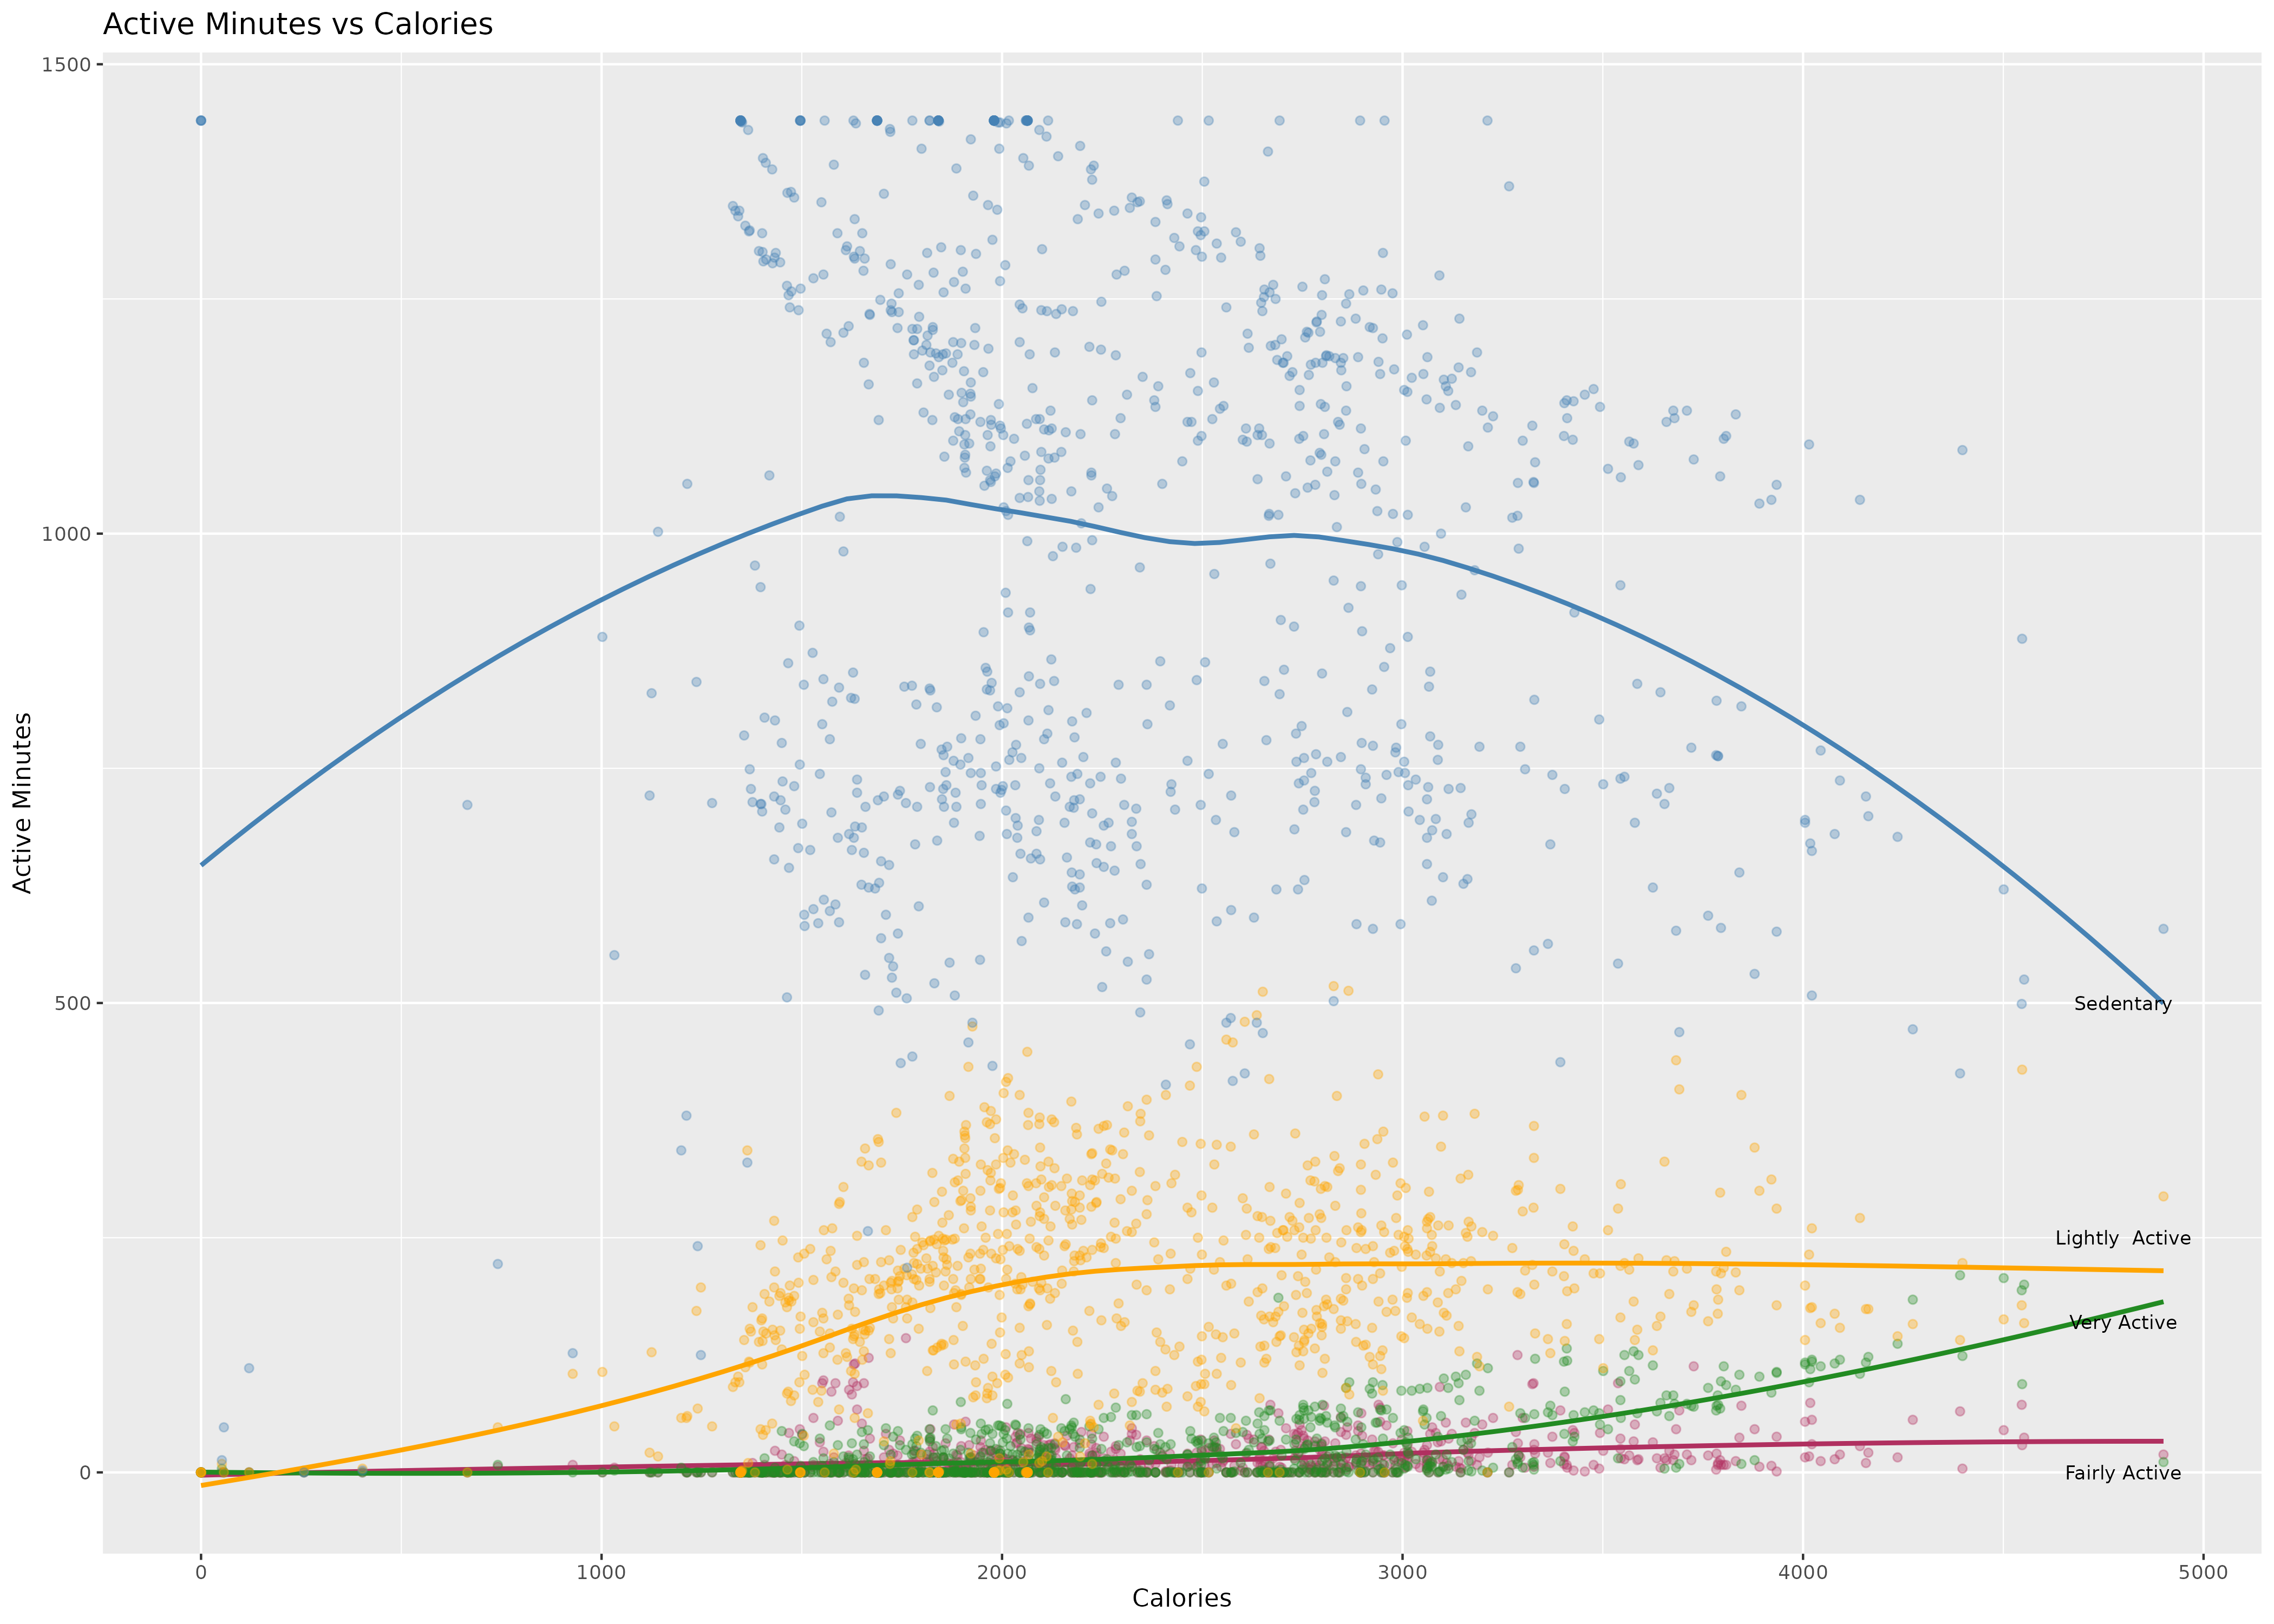 Active Minutes vs Calories
1500
1000
500
0
Active Minutes
Sedentary
Lightly  Active
Very Active
Fairly Active
0
1000
2000
3000
4000
5000
Calories